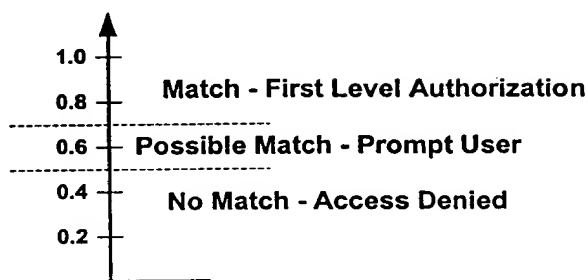 1.0
Match - First Level Authorization
0.8
0.6 Possible Match - Prompt User
0.4
No Match - Access Denied
0.2